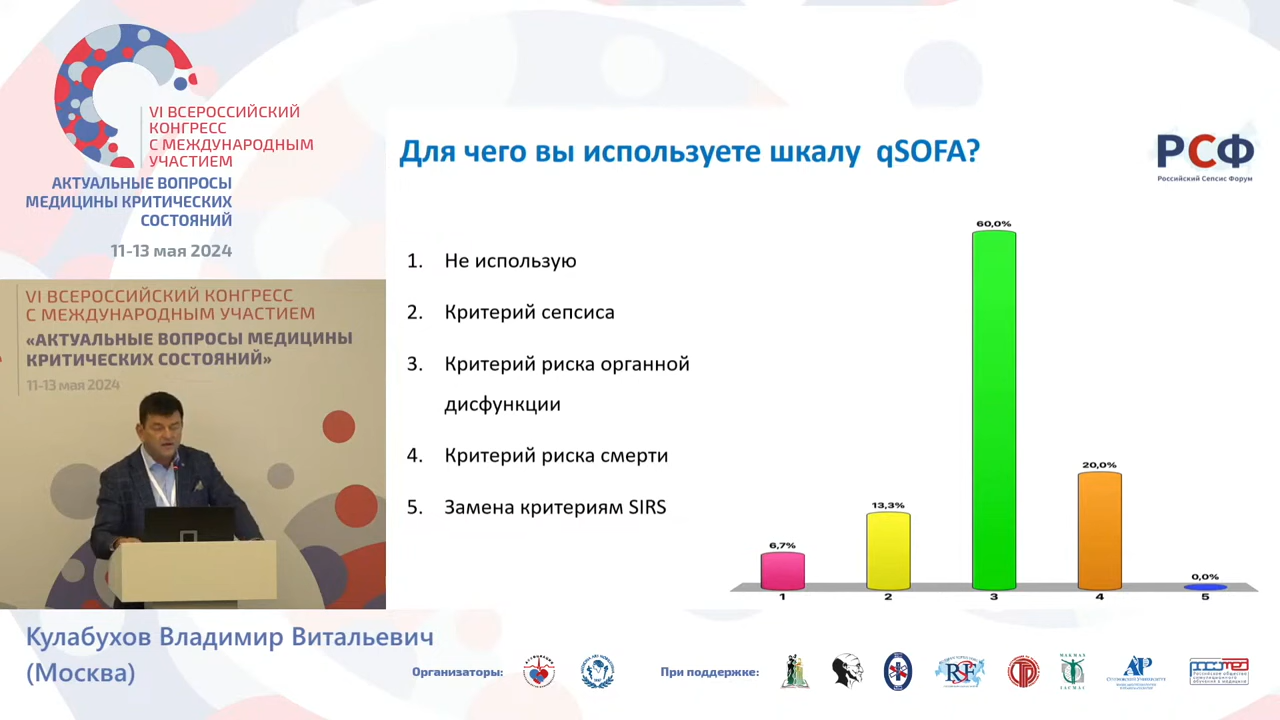 VI ВСЕРОССИЙСКИЙ
КОНГРЕСС
С МЕЖДУНАРОДНЫМ
УЧАСТИЕМ
АКТУАЛЬНЫЕ ВОПРОСЫ
МЕДИЦИНЫ КРИТИЧЕСКИХ
СОСТОЯНИЙ
11-13 мая 2024
VI ВСЕРОССИЙСКИЙ КОНГРЕСС
С МЕЖДУНАРОДНЫМ УЧАСТИЕМ
«АКТУАЛЬНЫЕ ВОПРОСЫ МЕДИЦИНЫ
КРИТИЧЕСКИХ СОСТОЯНИЙ»
11-13 мая 2024
Кулабухов Владимир Витальевич
(Москва)
Для чего вы используете шкалу qSOFA?
РСФ
Российский Сепсис Форум
1. Не использую
2. Критерий сепсиса
3. Критерий риска органной
дисфункции
4. Критерий риска смерти
5. Замена критериям SIRS
60,0%
20,0%
13,3%
6,7%
0,0%
1 2 3 4 5
Организаторы:
При поддержке: